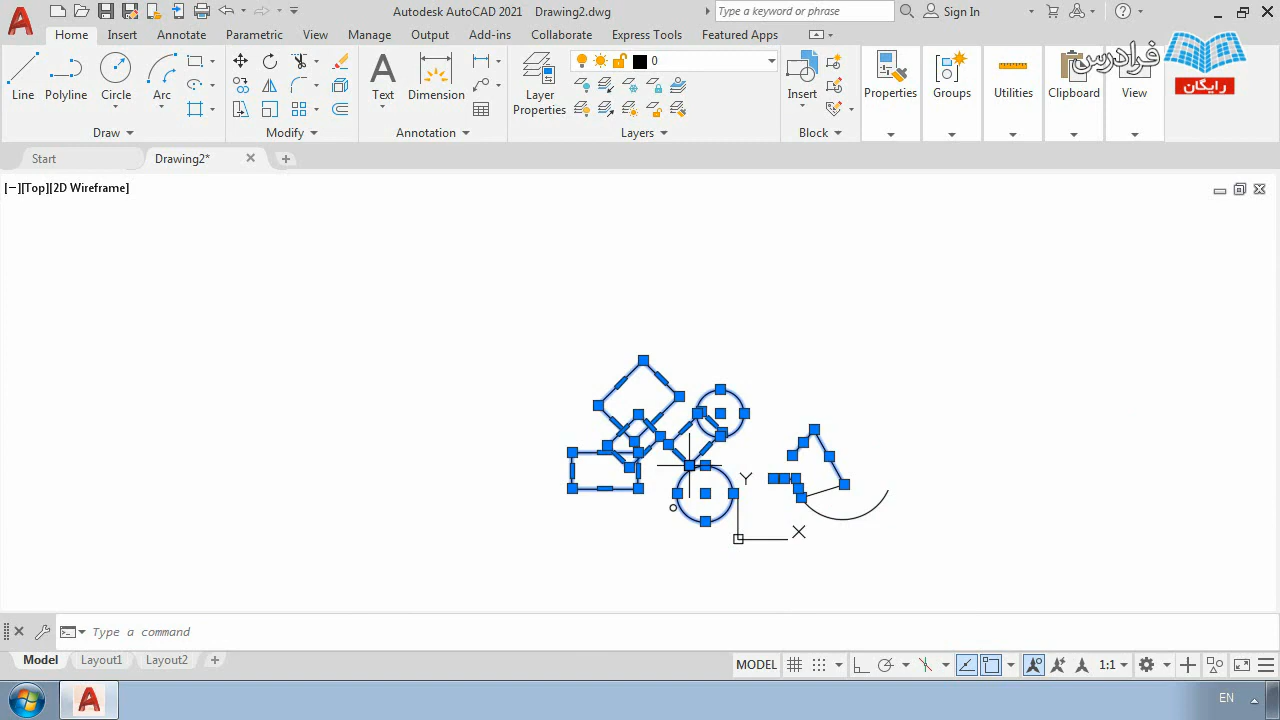 Autodesk AutoCAD 2021 Drawing2.dwg
Type a keyword or phrase
Sign In
Home Insert Annotate Parametric View Manage Output Add-ins Collaborate Express Tools Featured Apps
Line Polyline Circle Arc
Draw
Modify
Text Dimension
Annotation
Layer Properties
0
Layers
Insert
Block
Properties
Groups
Utilities
Clipboard
View
فرادرس
رایگان
Start
Drawing2*
[−][Top][2D Wireframe]
Y
X
Type a command
Model Layout1 Layout2
MODEL
1:1
EN